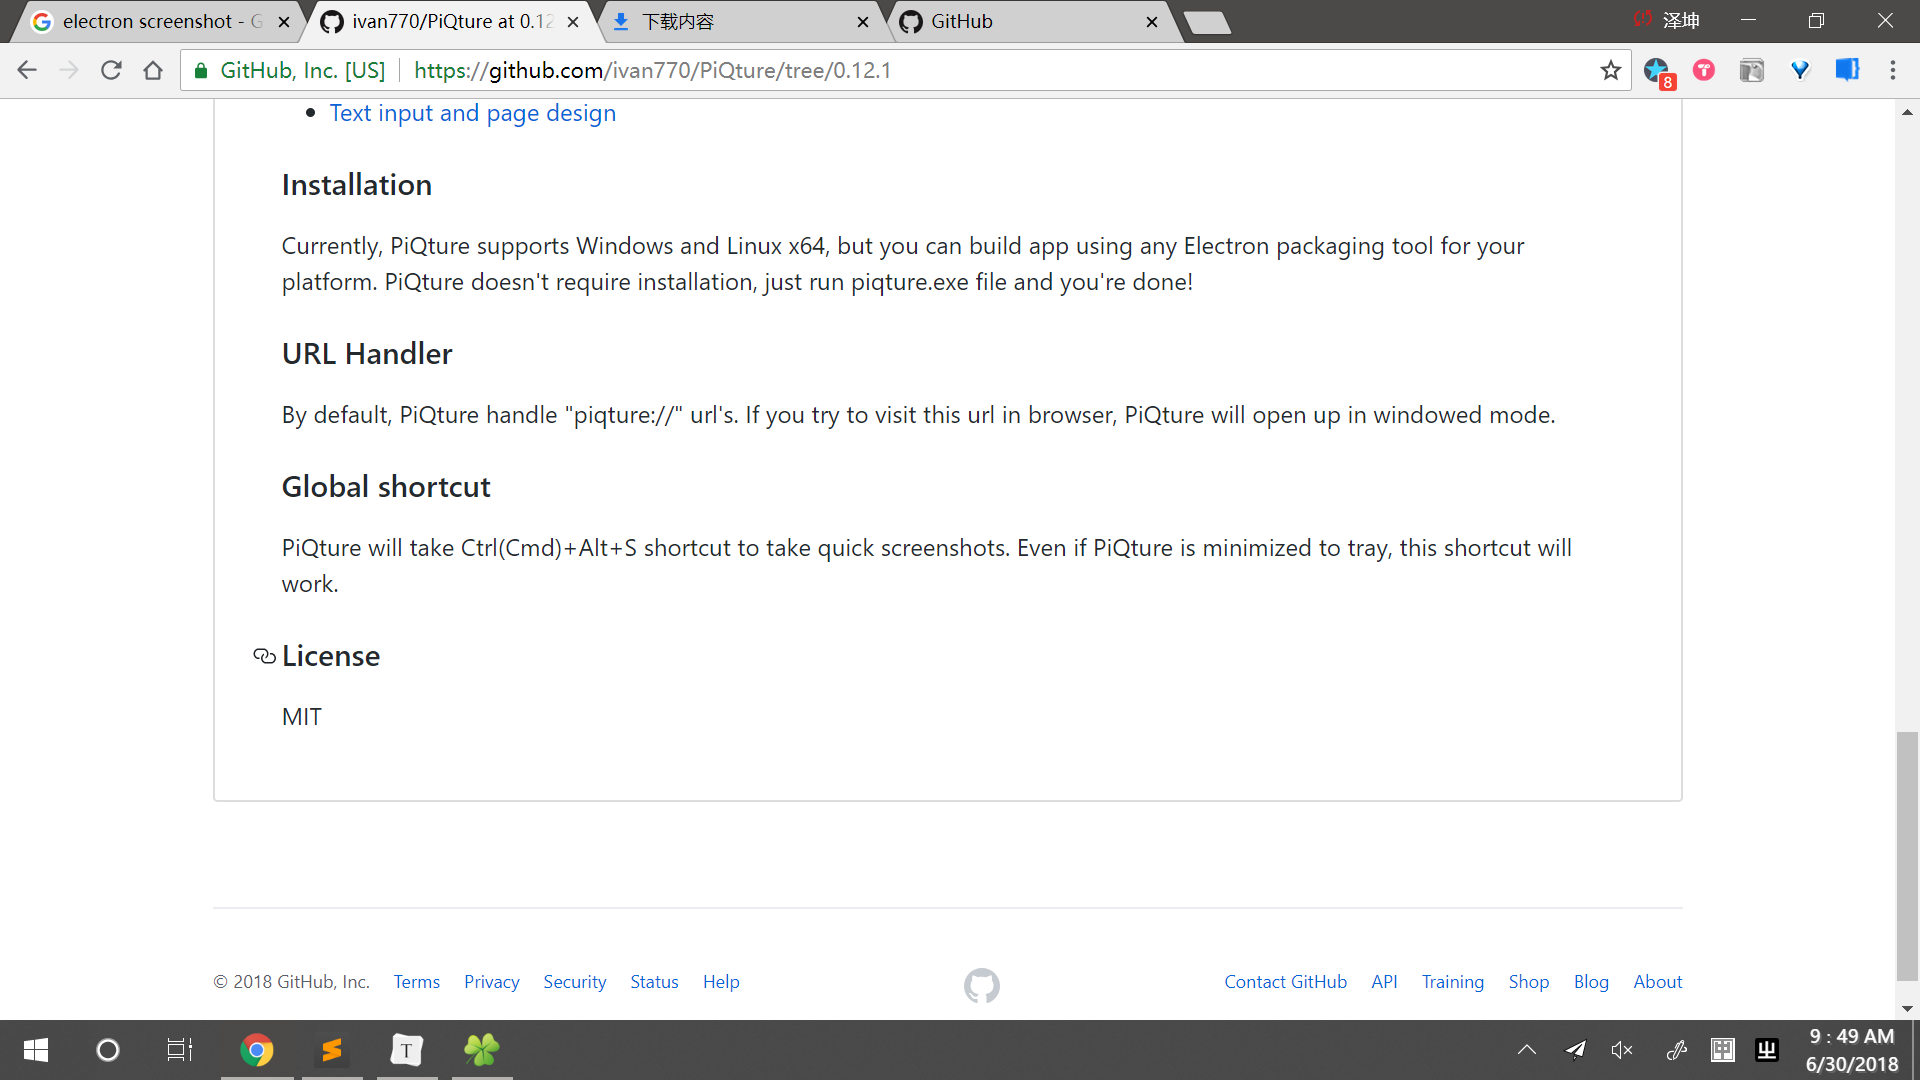 electron screenshot - G
ivan770/PiQture at 0.12
下载内容
GitHub
泽坤
GitHub, Inc. [US]
https://github.com/ivan770/PiQture/tree/0.12.1
8
Text input and page design
Installation
Currently, PiQture supports Windows and Linux x64, but you can build app using any Electron packaging tool for your
platform. PiQture doesn't require installation, just run piqture.exe file and you're done!
URL Handler
By default, PiQture handle "piqture://" url's. If you try to visit this url in browser, PiQture will open up in windowed mode.
Global shortcut
PiQture will take Ctrl(Cmd)+Alt+S shortcut to take quick screenshots. Even if PiQture is minimized to tray, this shortcut will
work.
License
MIT
© 2018 GitHub, Inc. Terms Privacy Security Status Help
Contact GitHub API Training Shop Blog About
T
9 : 49 AM
6/30/2018